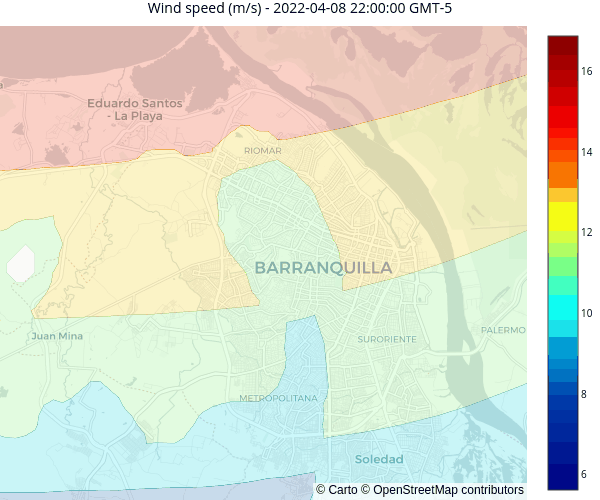 Wind speed (m/s) - 2022-04-08 22:00:00 GMT-5
16
Eduardo Santos
- La Playa
14
RIOMAR
12
BARRANQUILLA
10
Juan Mina
SURORIENTE
PALERMO
8
METROPOLITANA
Soledad
6
© Carto © OpenStreetMap contributors